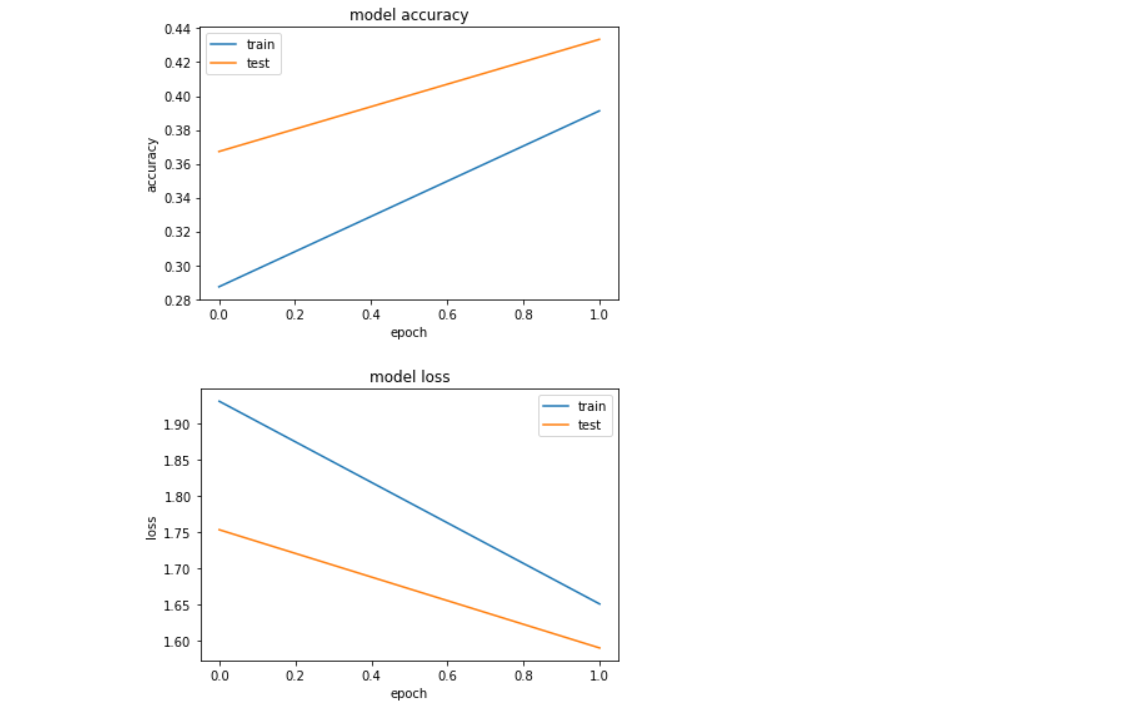 model accuracy
0.44
0.42
0.40
0.38
0.36
0.34
0.32
0.30
0.28
accuracy
train
test
0.0 0.2 0.4 0.6 0.8 1.0
epoch
model loss
1.90
1.85
1.80
1.75
1.70
1.65
1.60
loss
train
test
0.0 0.2 0.4 0.6 0.8 1.0
epoch